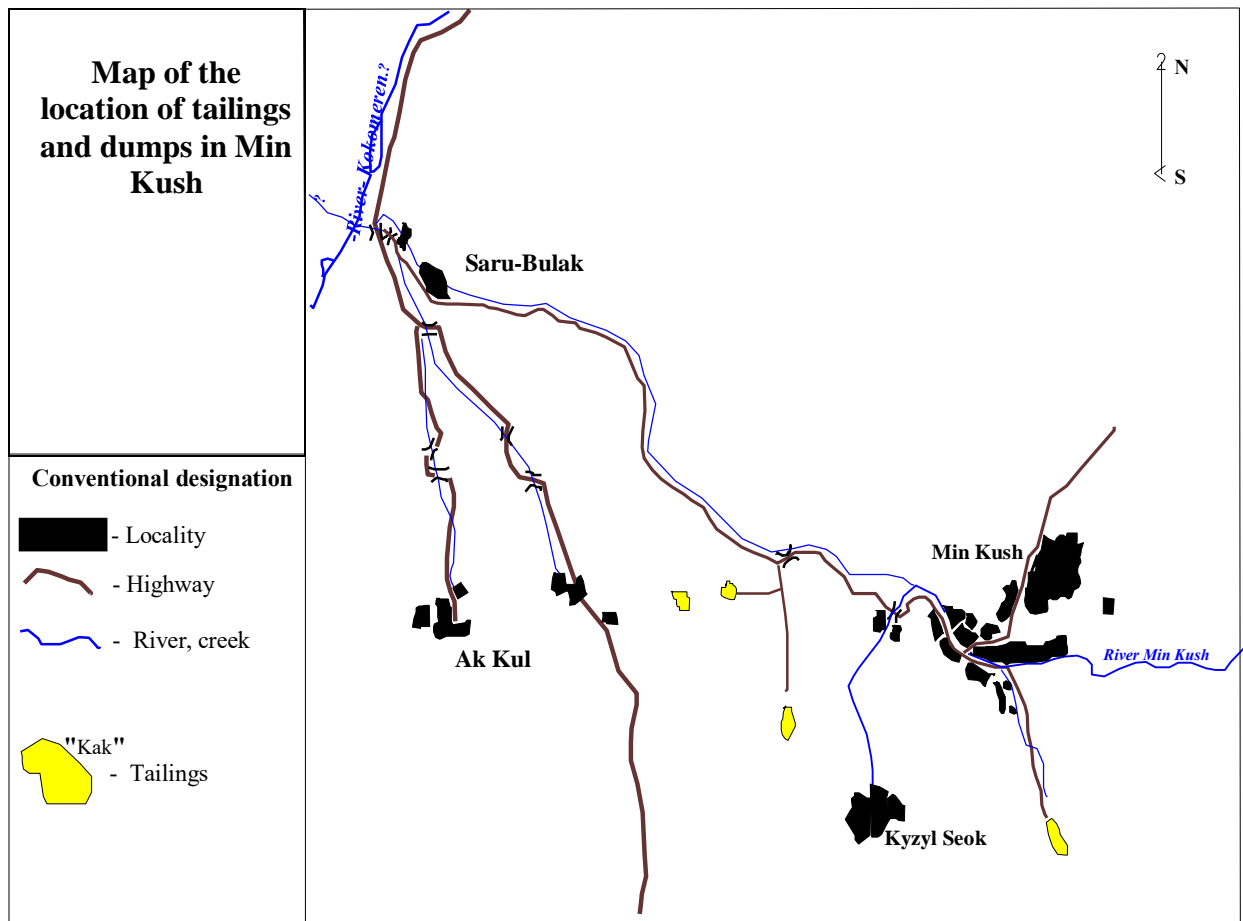 Map of the
location of tailings
and dumps in Min
Kush
Conventional designation
- Locality
- Highway
- River, creek
"Kak"
- Tailings
-River- Kokomeren.?
.?
N
S
Saru-Bulak
Min Kush
River Min Kush
Ak Kul
Kyzyl Seok